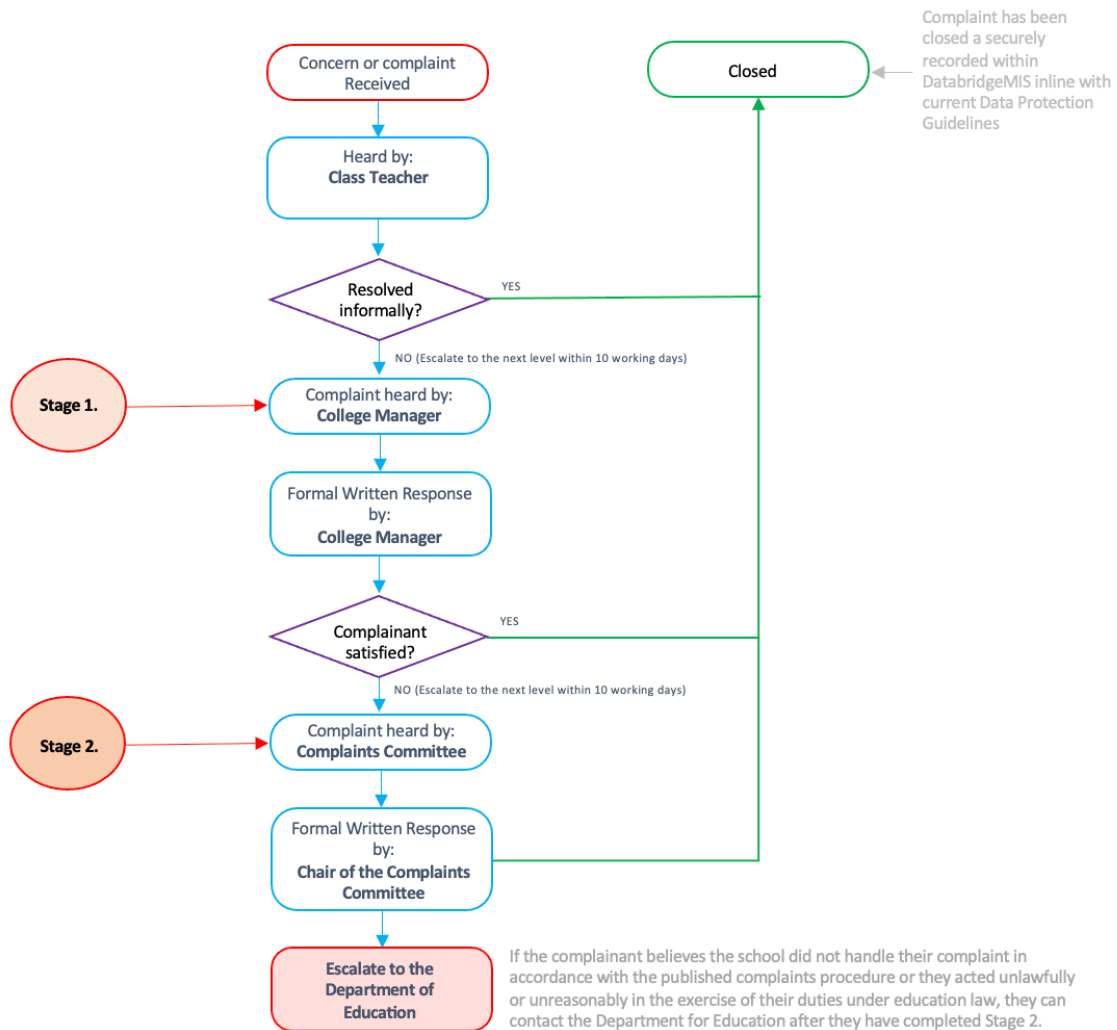 Concern or complaint
Received
Closed
Complaint has been
closed a securely
recorded within
DatabridgeMIS inline with
current Data Protection
Guidelines
Heard by:
Class Teacher
Resolved
informally?
YES
NO (Escalate to the next level within 10 working days)
Stage 1.
Complaint heard by:
College Manager
Formal Written Response
by:
College Manager
Complainant
satisfied?
YES
NO (Escalate to the next level within 10 working days)
Stage 2.
Complaint heard by:
Complaints Committee
Formal Written Response
by:
Chair of the Complaints
Committee
Escalate to the
Department of
Education
If the complainant believes the school did not handle their complaint in
accordance with the published complaints procedure or they acted unlawfully
or unreasonably in the exercise of their duties under education law, they can
contact the Department for Education after they have completed Stage 2.